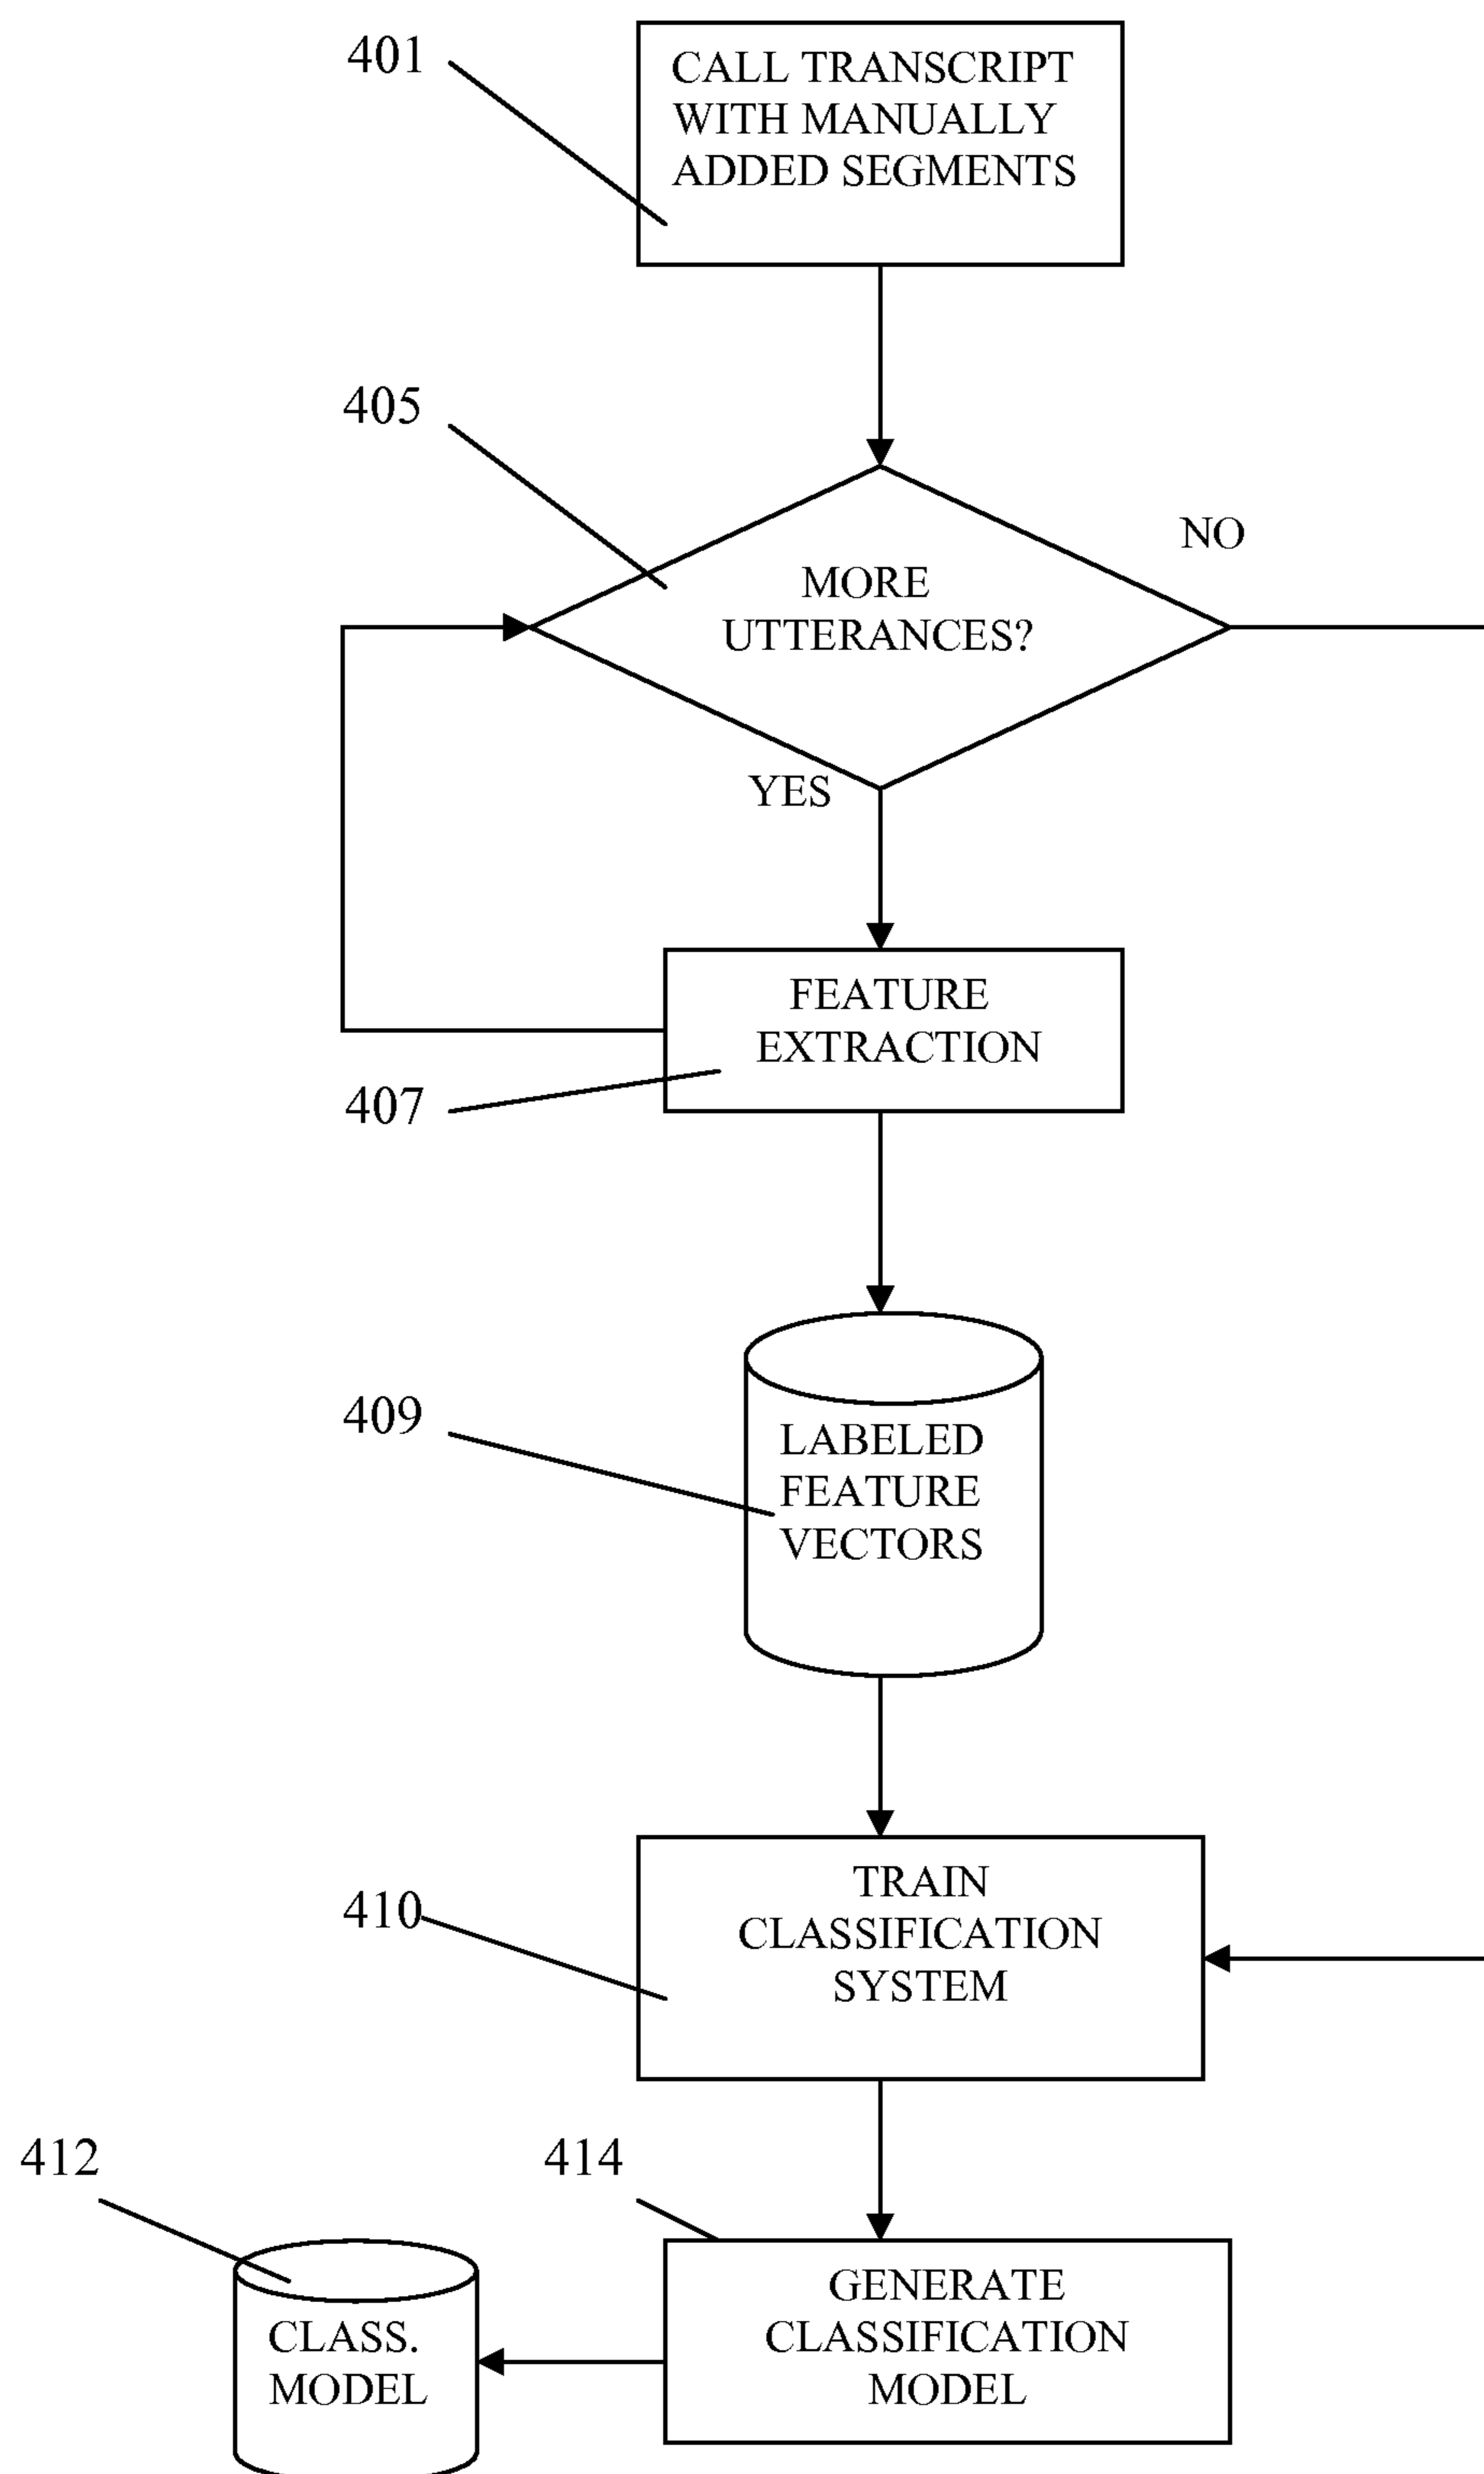 401
CALL TRANSCRIPT
WITH MANUALLY
ADDED SEGMENTS
405
NO
MORE
UTTERANCES?
YES
FEATURE
EXTRACTION
407
409
LABELED
FEATURE
VECTORS
410
TRAIN
CLASSIFICATION
SYSTEM
412
414
GENERATE
CLASSIFICATION
MODEL
CLASS.
MODEL